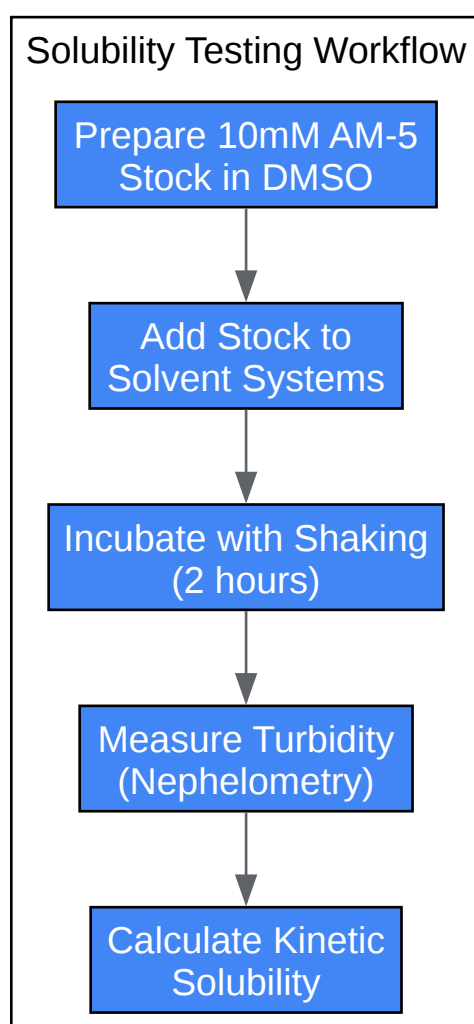 Solubility Testing Workflow
Prepare 10mM AM-5
Stock in DMSO
Add Stock to
Solvent Systems
Incubate with Shaking
(2 hours)
Measure Turbidity
(Nephelometry)
Calculate Kinetic
Solubility